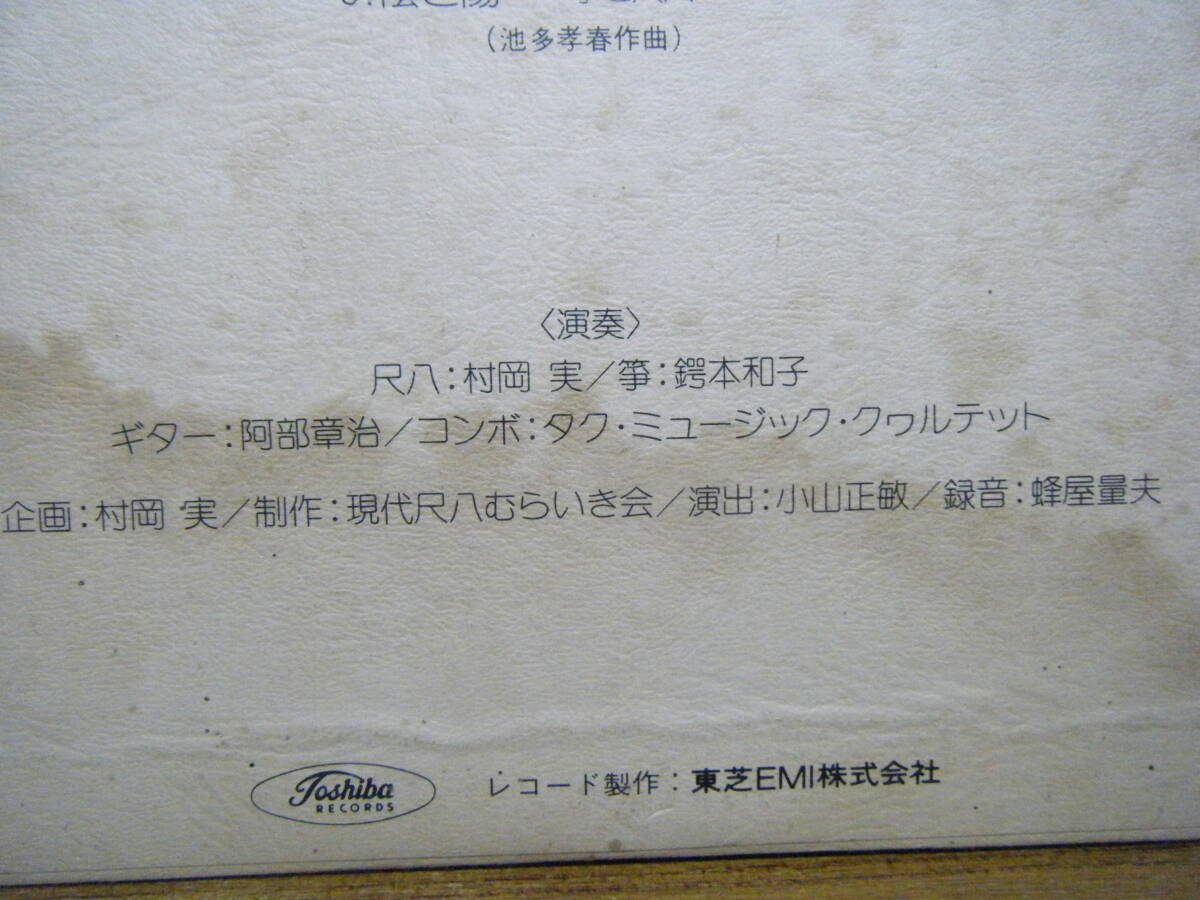 (池多孝春作曲)
〈演奏〉
尺八:村岡 実/箏:鍔本和子
ギター:阿部章治/コンボ:タク・ミュージック・クヮルテット
企画:村岡 実/制作:現代尺八むらいき会/演出:小山正敏/録音:蜂屋量夫
Toshiba
RECORDS
レコード製作:東芝EMI株式会社